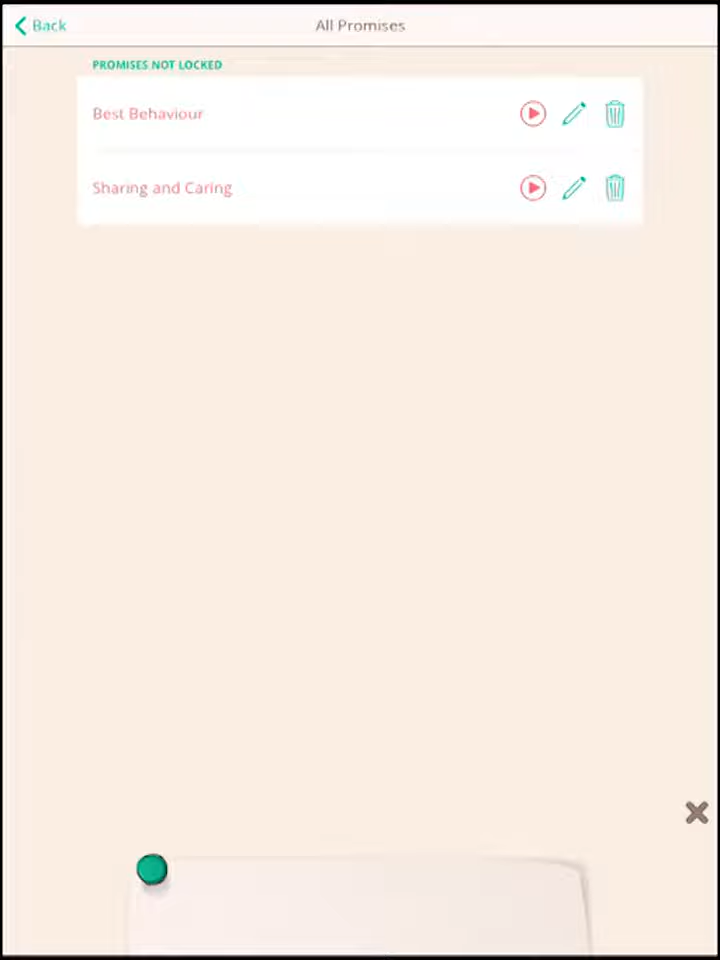 Back
All Promises
PROMISES NOT LOCKED
Best Behaviour
Sharing and Caring